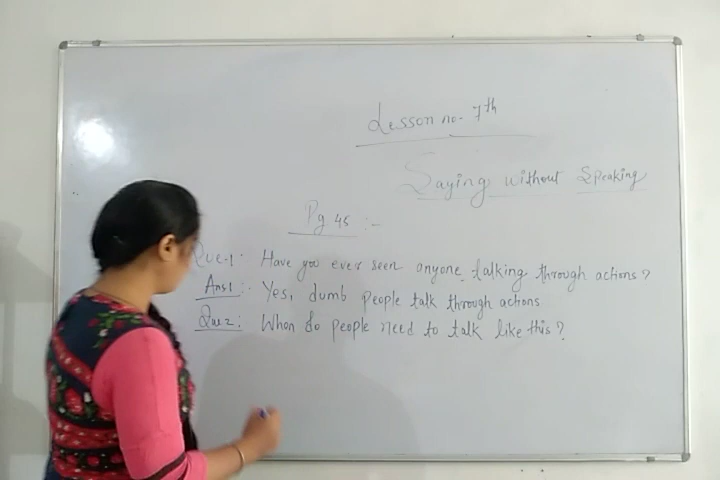 Lesson no. 7th
Saying without Speaking
Pg 45 :-
Que-1: Have you ever seen anyone talking through actions?
Ans1:- Yes, dumb people talk through actions
Que2: When do people need to talk like this?